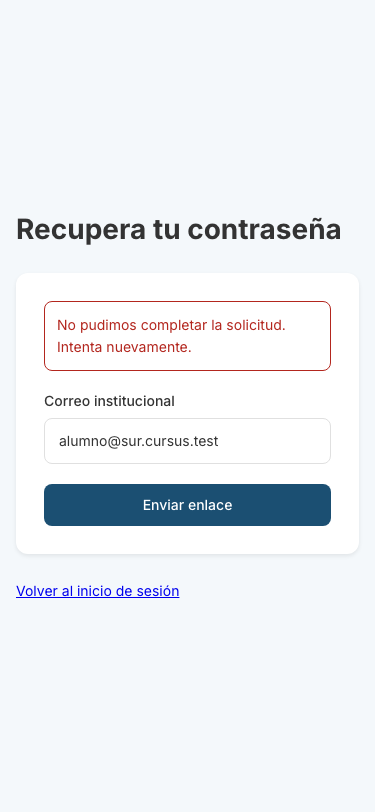 Recupera tu contraseña
No pudimos completar la solicitud.
Intenta nuevamente.
Correo institucional
alumno@sur.cursus.test
Enviar enlace
Volver al inicio de sesión